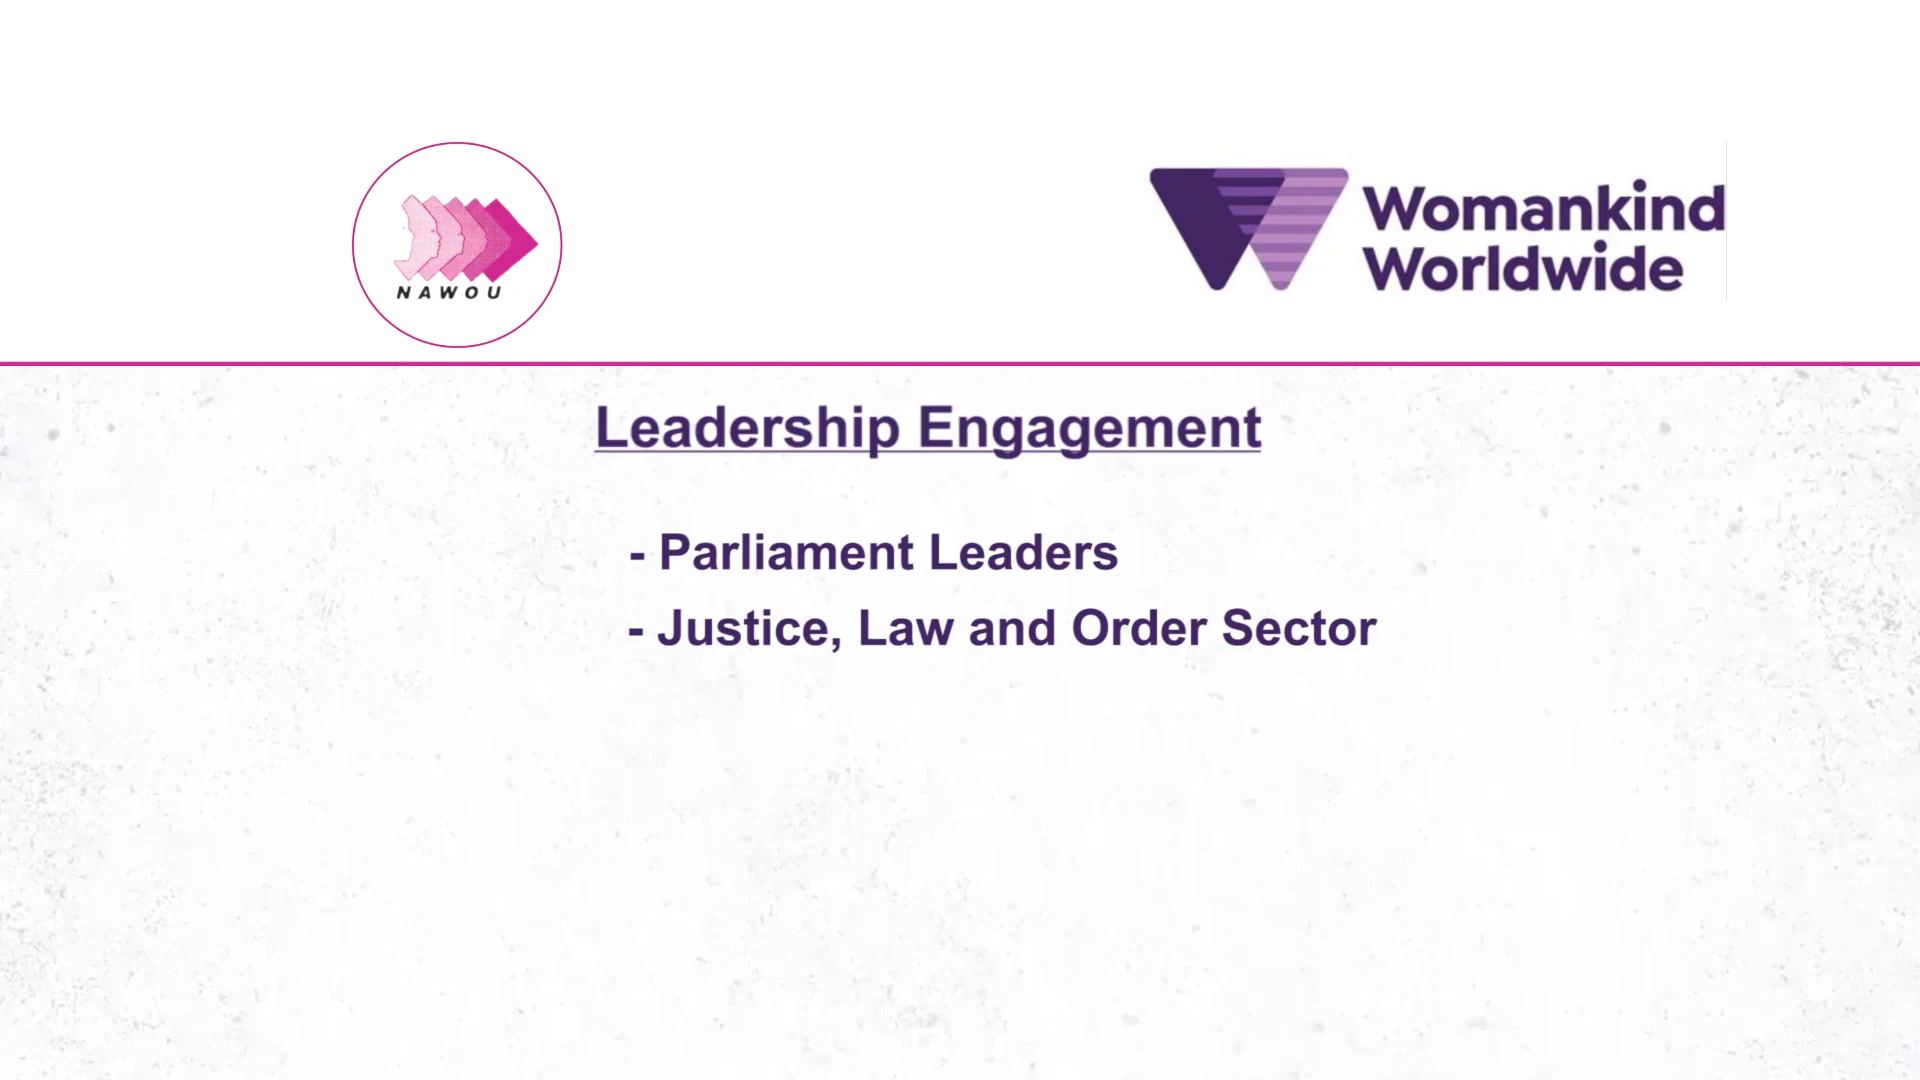 NAWOU
Womankind
Worldwide
Leadership Engagement
- Parliament Leaders
- Justice, Law and Order Sector